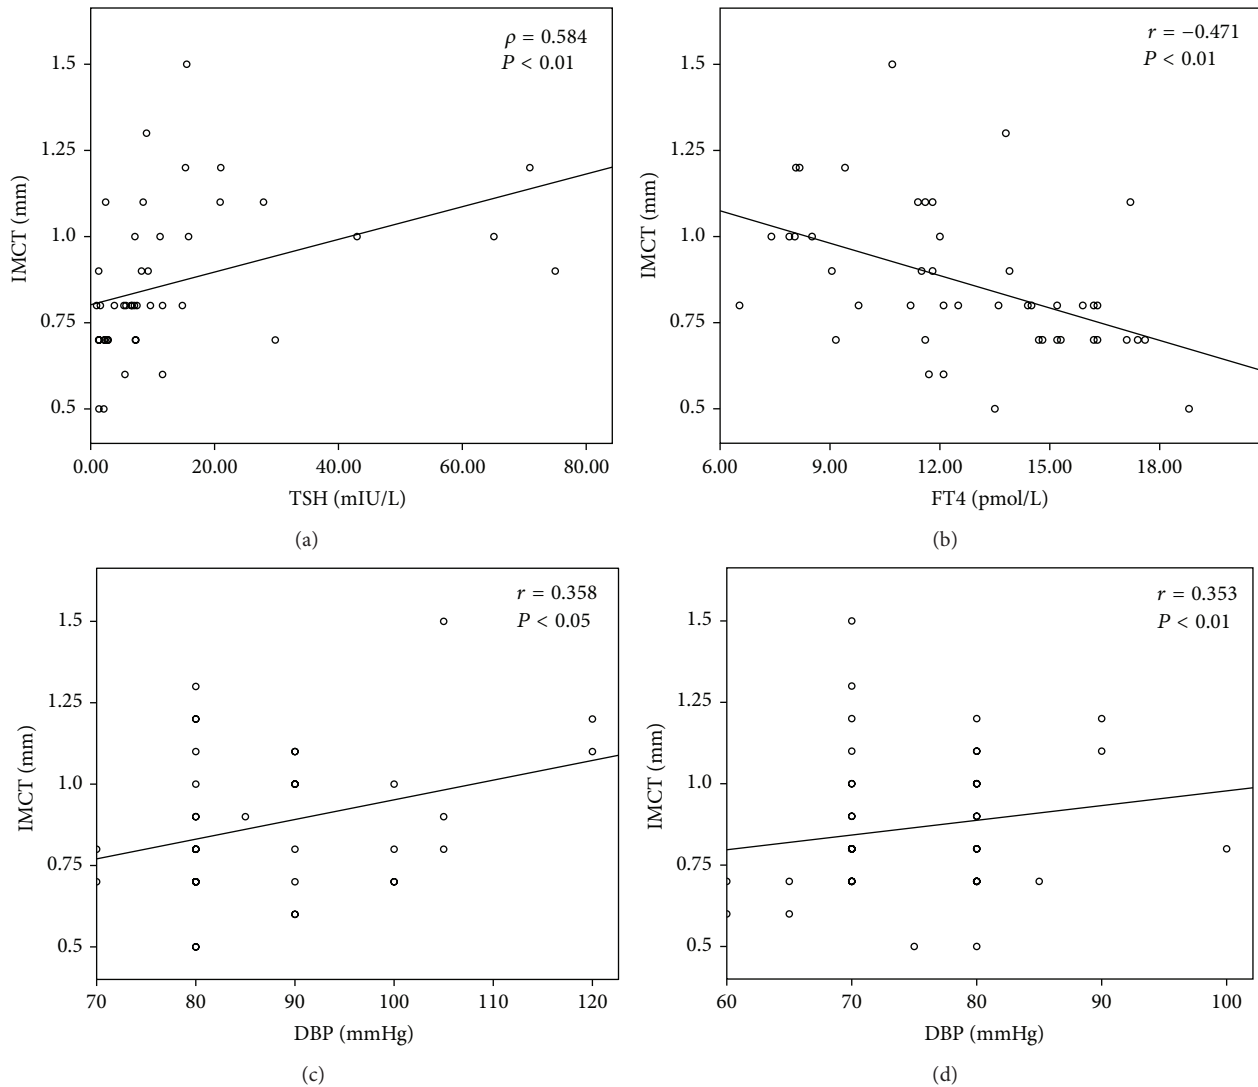 ρ = 0.584
P < 0.01
1.5
1.25
1.0
0.75
0.5
IMCT (mm)
0.00 20.00 40.00 60.00 80.00
TSH (mIU/L)
(a)
r = −0.471
P < 0.01
1.5
1.25
1.0
0.75
0.5
IMCT (mm)
6.00 9.00 12.00 15.00 18.00
FT4 (pmol/L)
(b)
r = 0.358
P < 0.05
1.5
1.25
1.0
0.75
0.5
IMCT (mm)
70 80 90 100 110 120
DBP (mmHg)
(c)
r = 0.353
P < 0.01
1.5
1.25
1.0
0.75
0.5
IMCT (mm)
60 70 80 90 100
DBP (mmHg)
(d)